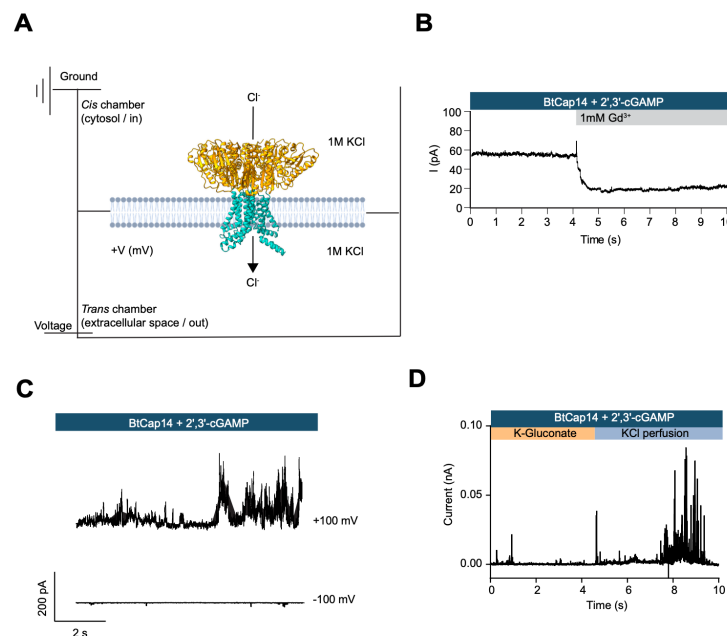 A
Ground
Cis chamber
(cytosol / in)
Cl-
1M KCl
+V (mV)
1M KCl
Cl-
Trans chamber
(extracellular space / out)
Voltage
B
BtCap14 + 2',3'-cGAMP
1mM Gd³⁺
100
80
60
40
20
0
I (pA)
0 1 2 3 4 5 6 7 8 9 10
Time (s)
C
BtCap14 + 2',3'-cGAMP
+100 mV
-100 mV
200 pA
2 s
D
BtCap14 + 2',3'-cGAMP
K-Gluconate KCl perfusion
0.10
0.05
0.00
Current (nA)
0 2 4 6 8 10
Time (s)